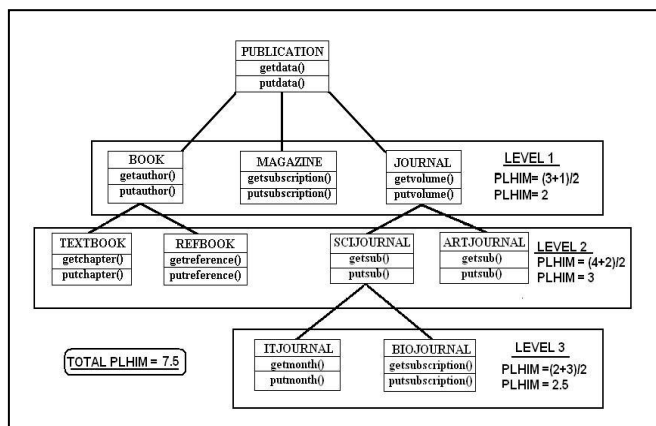 PUBLICATION
getdata()
putdata()
BOOK
getauthor()
putauthor()
MAGAZINE
getsubscription()
putsubscription()
JOURNAL
getvolume()
putvolume()
LEVEL 1
PLHIM= (3+1)/2
PLHIM= 2
TEXTBOOK
getchapter()
putchapter()
REFBOOK
getreference()
putreference()
SCIJOURNAL
getsub()
putsub()
ARTJOURNAL
getsub()
putsub()
LEVEL 2
PLHIM = (4+2)/2
PLHIM = 3
TOTAL PLHIM = 7.5
ITJOURNAL
getmonth()
putmonth()
BIOJOURNAL
getsubscription()
putsubscription()
LEVEL 3
PLHIM =(2+3)/2
PLHIM = 2.5